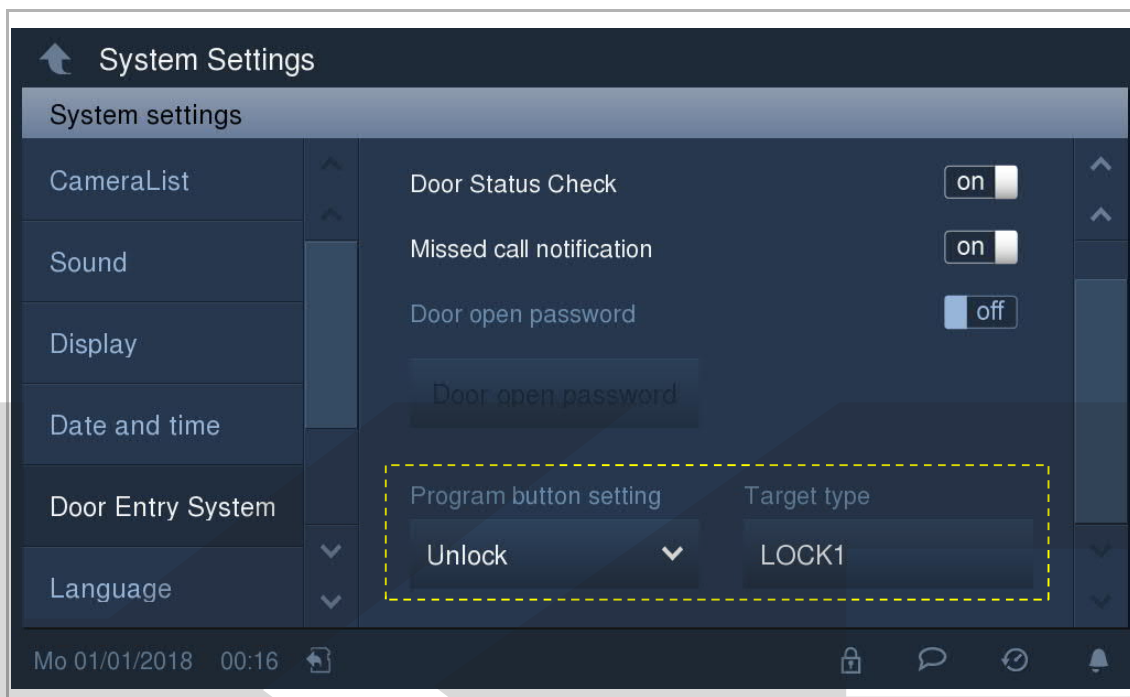 System Settings
System settings
CameraList
Sound
Display
Date and time
Door Entry System
Language
Door Status Check on
Missed call notification on
Door open password off
Door open password
Program button setting Target type
Unlock LOCK1
Mo 01/01/2018 00:16